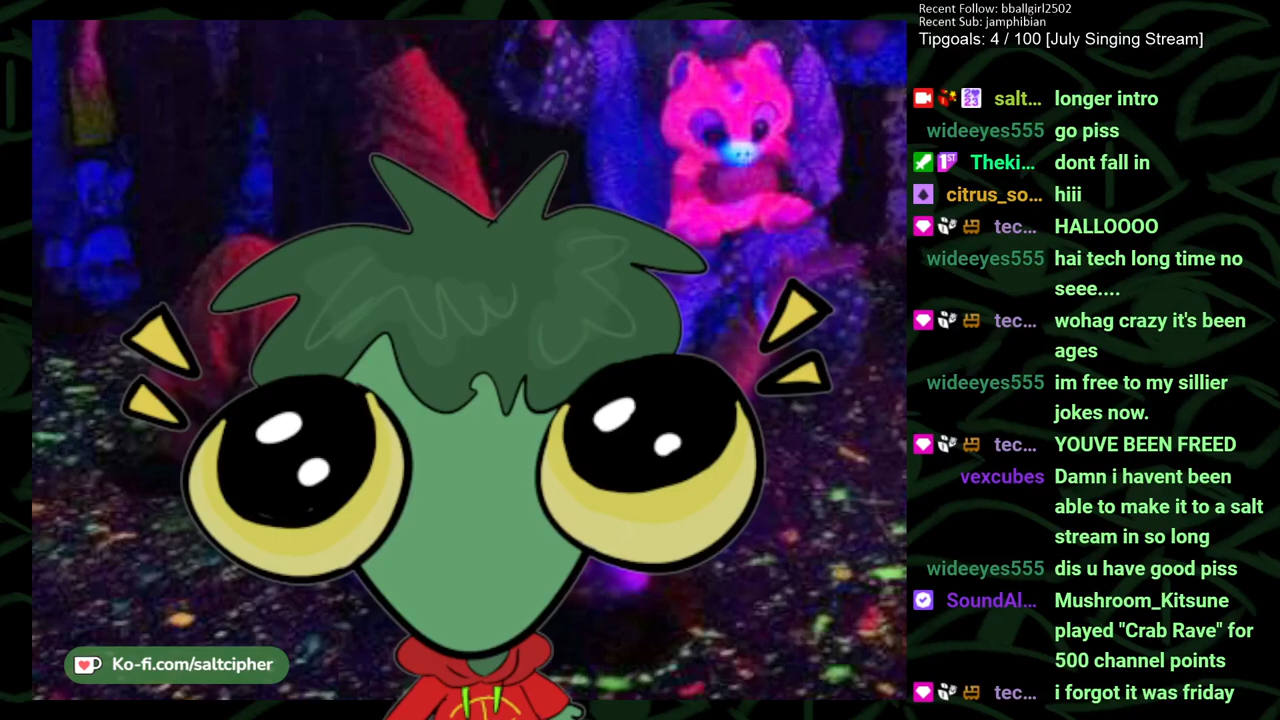 Recent Follow: bballgirl2502
Recent Sub: jamphibian
Tipgoals: 4 / 100 [July Singing Stream]
salt... longer intro
wideeyes555 go piss
1ST Theki... dont fall in
citrus_so... hiii
tec... HALLOOOO
wideeyes555 hai tech long time no
seee....
tec... wohag crazy it's been
ages
wideeyes555 im free to my sillier
jokes now.
tec... YOUVE BEEN FREED
vexcubes Damn i havent been
able to make it to a salt
stream in so long
wideeyes555 dis u have good piss
SoundAl... Mushroom_Kitsune
played "Crab Rave" for
500 channel points
tec... i forgot it was friday
Ko-fi.com/saltcipher